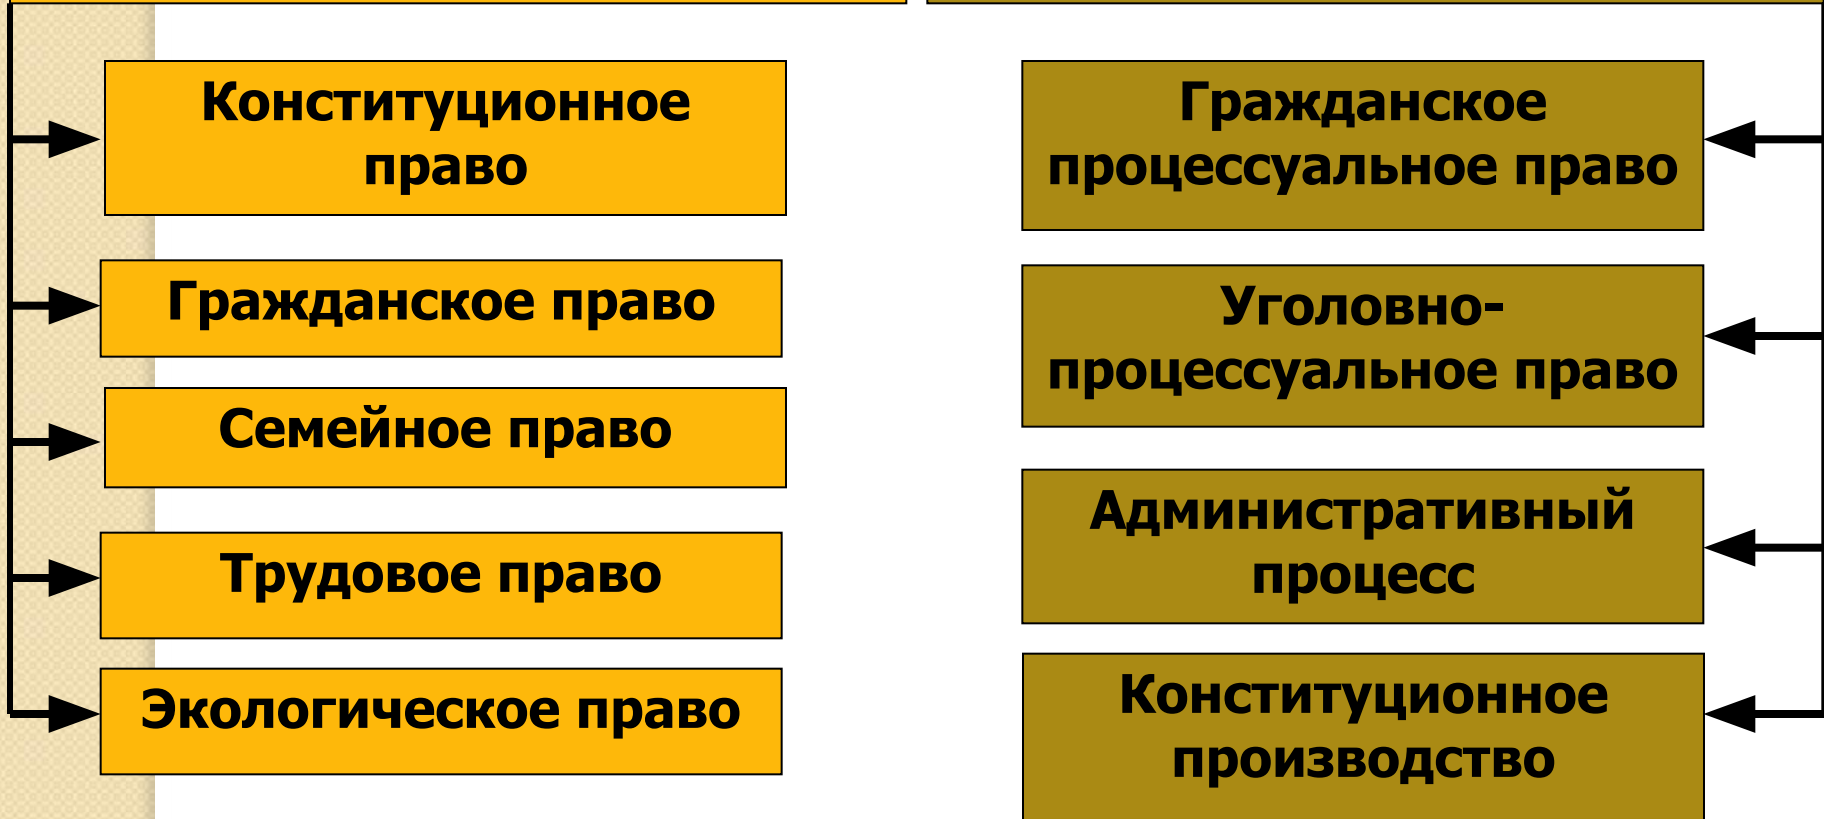 Конституционное
право
Гражданское право
Семейное право
Трудовое право
Экологическое право
Гражданское
процессуальное право
Уголовно-
процессуальное право
Административный
процесс
Конституционное
производство